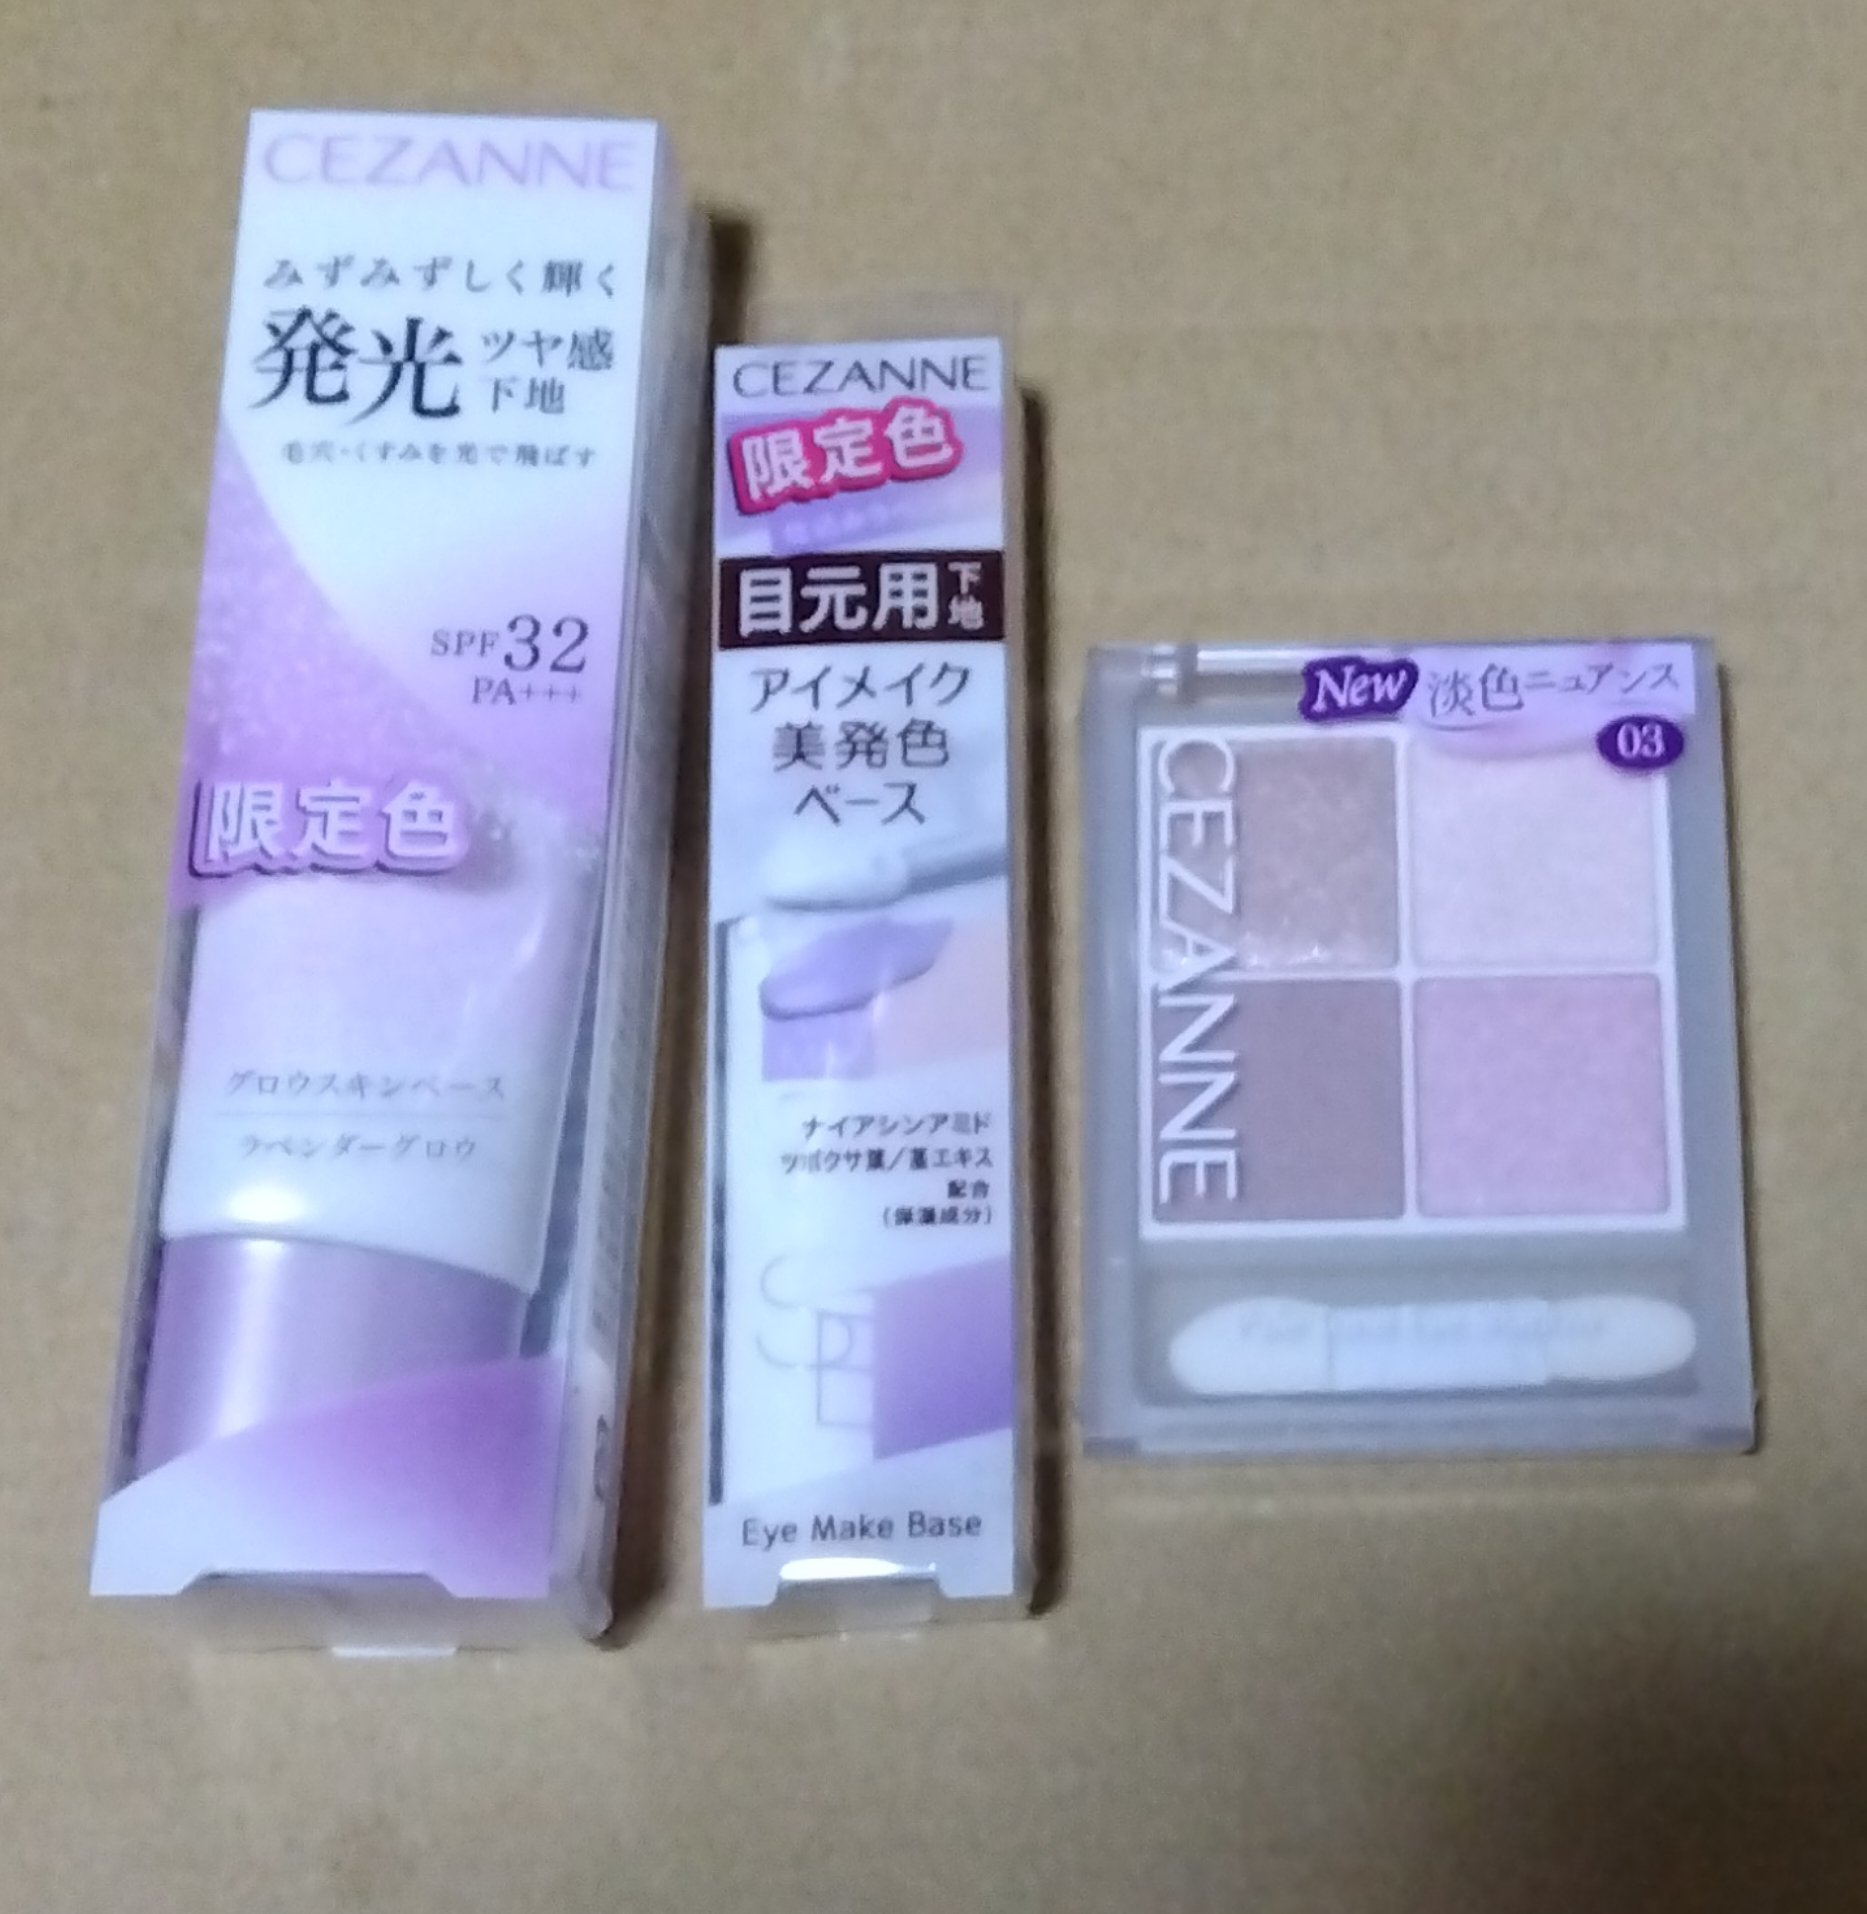 CEZANNE
みずみずしく輝く
発光 ツヤ感
下地
毛穴・くすみを光で飛ばす
SPF32
PA+++
限定色
グロウスキンベース
ラベンダーグロウ
CEZANNE
限定色
目元用下地
アイメイク
美発色
ベース
ナイアシンアミド
ツボクサ葉/茎エキス
配合
(保湿成分)
Eye Make Base
New 淡色ニュアンス
03
CEZANNE